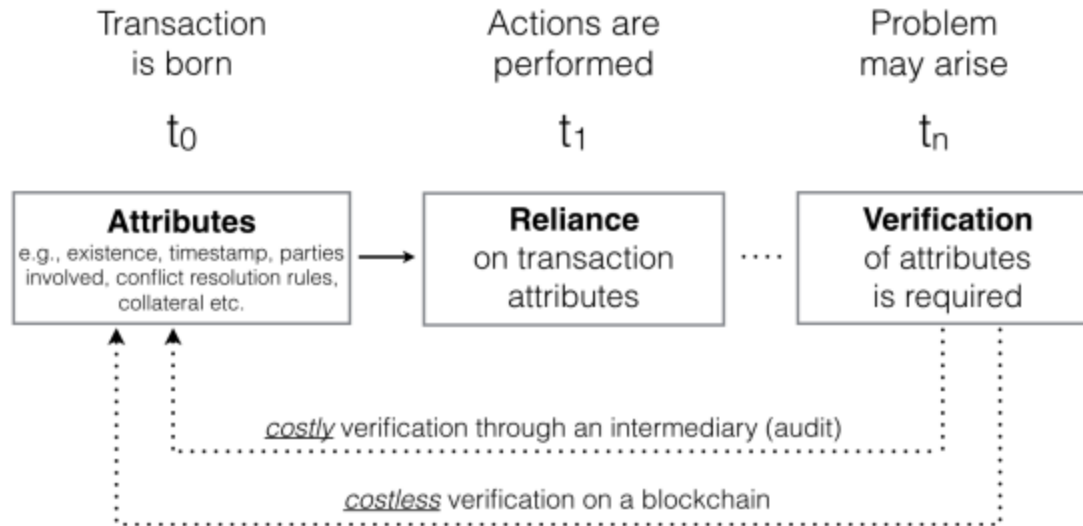 Transaction
is born
Actions are
performed
Problem
may arise
t₀
t₁
tₙ
Attributes
e.g., existence, timestamp, parties
involved, conflict resolution rules,
collateral etc.
Reliance
on transaction
attributes
Verification
of attributes
is required
costly verification through an intermediary (audit)
costless verification on a blockchain